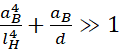 a_B^4/l_H^4 + a_B/d ≫ 1